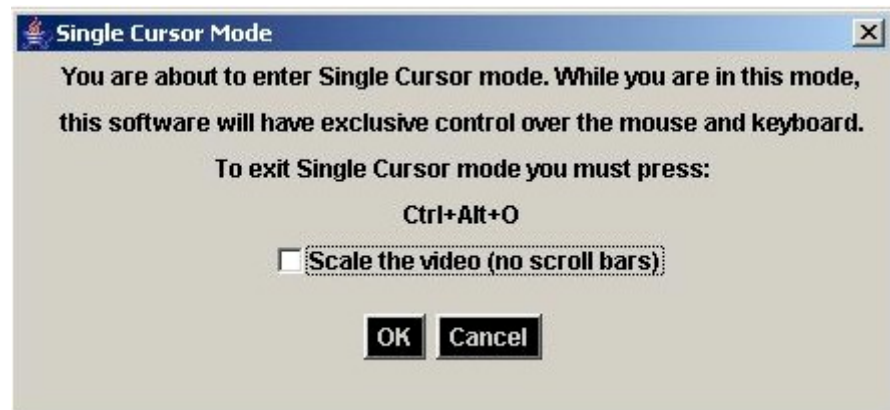 Single Cursor Mode
You are about to enter Single Cursor mode. While you are in this mode,
this software will have exclusive control over the mouse and keyboard.
To exit Single Cursor mode you must press:
Ctrl+Alt+O
Scale the video (no scroll bars)
OK Cancel